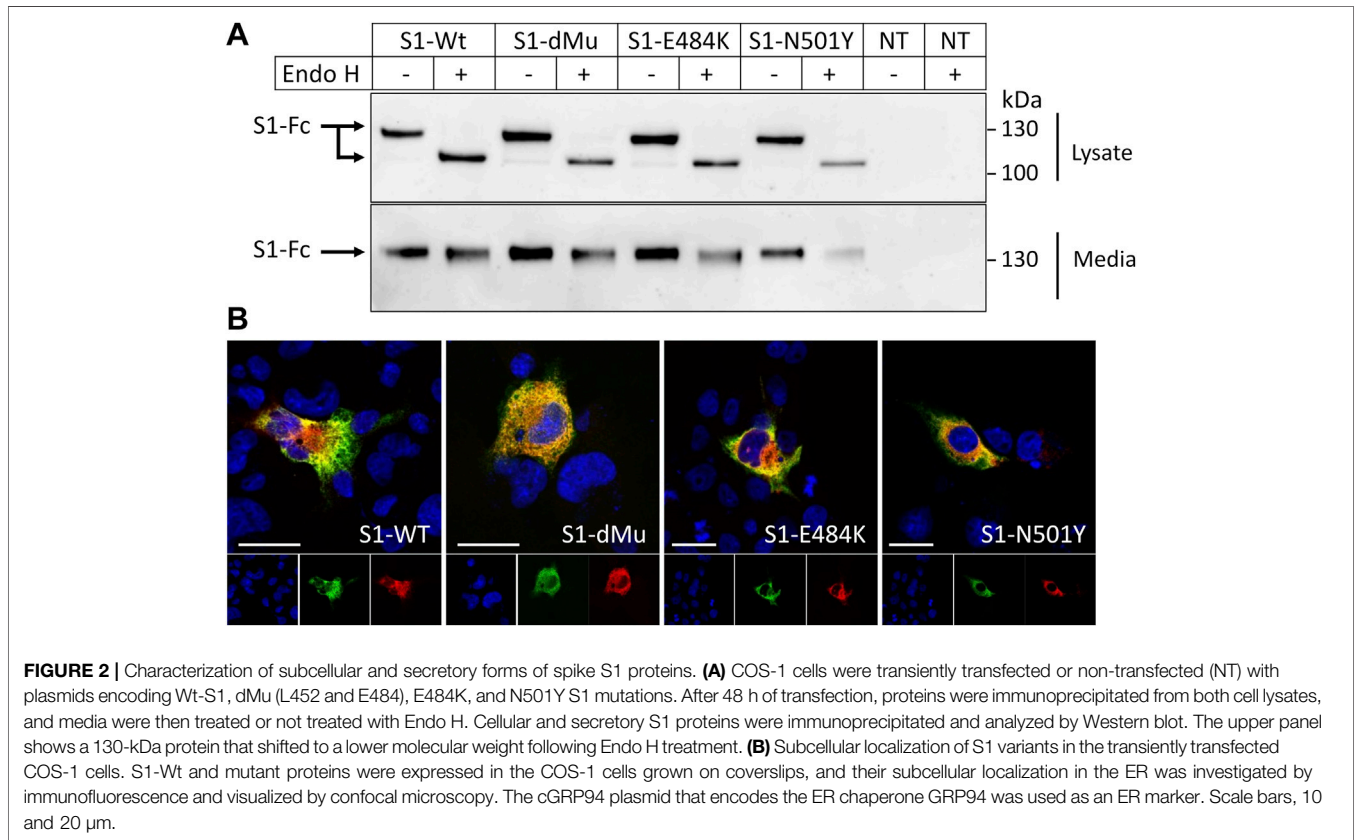 A
S1-Wt S1-dMu S1-E484K S1-N501Y NT NT
Endo H - + - + - + - + - +
kDa
S1-Fc 130
100
Lysate
S1-Fc 130 Media
B
S1-WT S1-dMu S1-E484K S1-N501Y
FIGURE 2 | Characterization of subcellular and secretory forms of spike S1 proteins. (A) COS-1 cells were transiently transfected or non-transfected (NT) with
plasmids encoding Wt-S1, dMu (L452 and E484), E484K, and N501Y S1 mutations. After 48 h of transfection, proteins were immunoprecipitated from both cell lysates,
and media were then treated or not treated with Endo H. Cellular and secretory S1 proteins were immunoprecipitated and analyzed by Western blot. The upper panel
shows a 130-kDa protein that shifted to a lower molecular weight following Endo H treatment. (B) Subcellular localization of S1 variants in the transiently transfected
COS-1 cells. S1-Wt and mutant proteins were expressed in the COS-1 cells grown on coverslips, and their subcellular localization in the ER was investigated by
immunofluorescence and visualized by confocal microscopy. The cGRP94 plasmid that encodes the ER chaperone GRP94 was used as an ER marker. Scale bars, 10
and 20 μm.